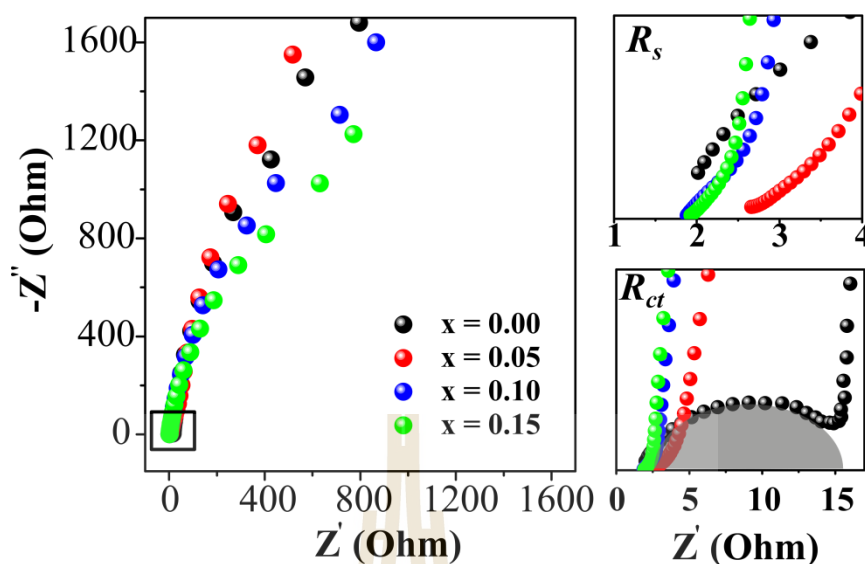 -Z'' (Ohm)
1600
1200
800
400
0
0 400 800 1200 1600
Z' (Ohm)
x = 0.00
x = 0.05
x = 0.10
x = 0.15
Rs
1 2 3 4
Rct
0 5 10 15
Z' (Ohm)